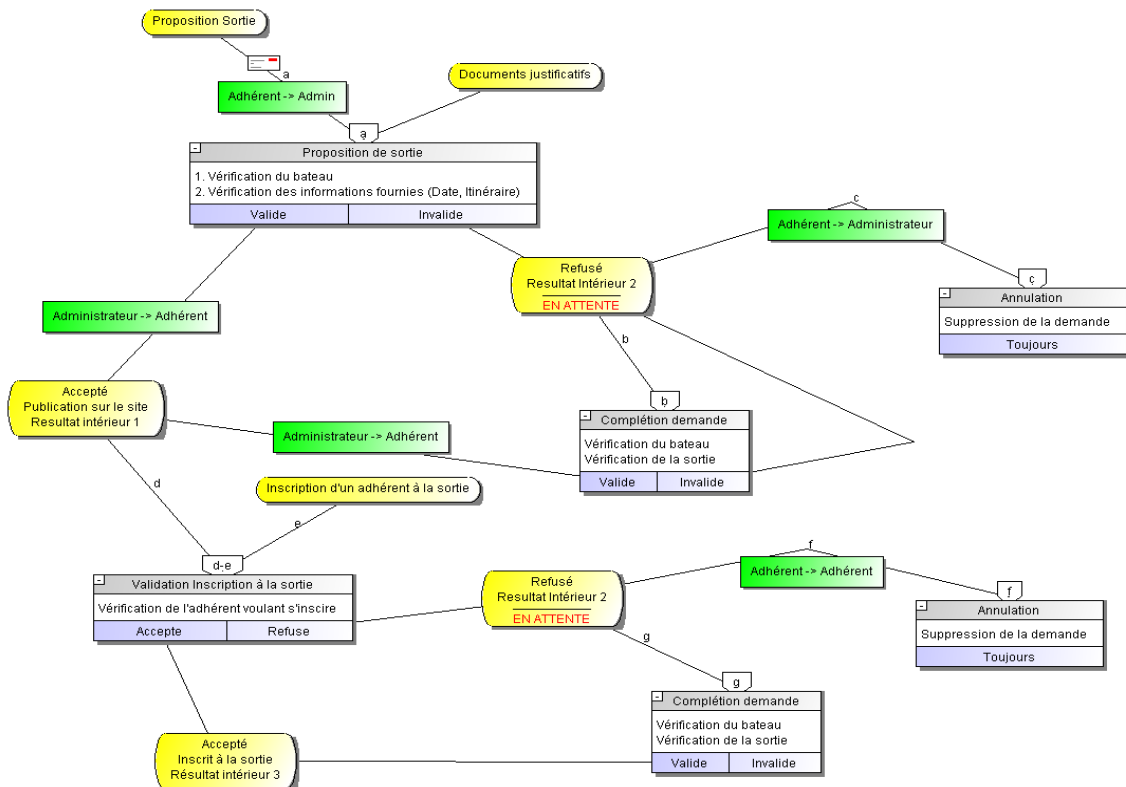 Proposition Sortie
a
Adhérent -> Admin
Documents justificatifs
a
Proposition de sortie
1. Vérification du bateau
2. Vérification des informations fournies (Date, Itinéraire)
Valide
Invalide
c
Adhérent -> Administrateur
Refusé
Resultat Intérieur 2
EN ATTENTE
c
Annulation
Suppression de la demande
Toujours
Administrateur -> Adhérent
b
Accepté
Publication sur le site
Resultat intérieur 1
b
Complétion demande
Vérification du bateau
Vérification de la sortie
Valide
Invalide
Administrateur -> Adhérent
d
Inscription d'un adhérent à la sortie
e
d-e
Validation Inscription à la sortie
Vérification de l'adhérent voulant s'inscire
Accepte
Refuse
f
Adhérent -> Adhérent
Refusé
Resultat Intérieur 2
EN ATTENTE
f
Annulation
Suppression de la demande
Toujours
g
g
Complétion demande
Vérification du bateau
Vérification de la sortie
Valide
Invalide
Accepté
Inscrit à la sortie
Résultat intérieur 3